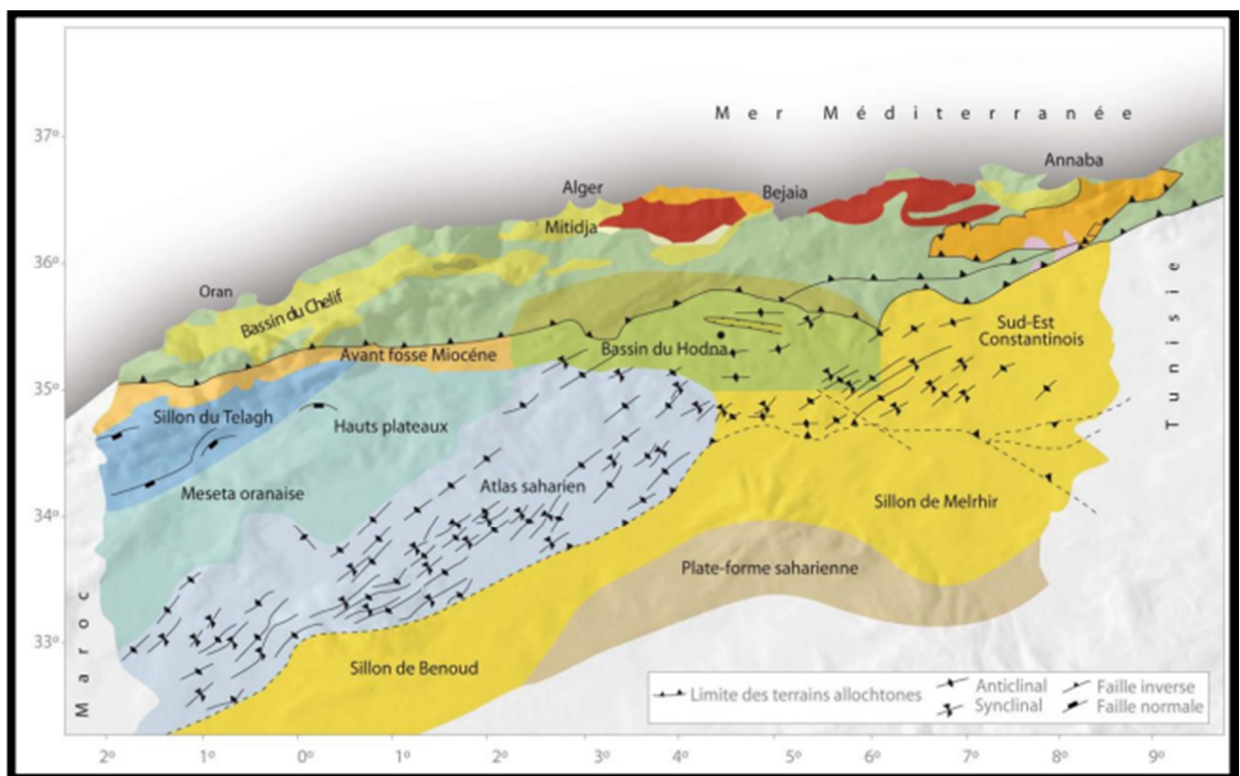 Mer Méditerranée
37°
Annaba
Alger
Bejaia
Mitidja
36°
Oran
Bassin du Chelif
Tunisie
Sud-Est
Constantinois
Avant fosse Miocéne
Bassin du Hodna
35°
Sillon du Telagh
Hauts plateaux
Meseta oranaise
Atlas saharien
Sillon de Melrhir
34°
Plate-forme saharienne
Maroc
33°
Sillon de Benoud
Limite des terrains allochtones
Anticlinal
Synclinal
Faille inverse
Faille normale
2° 1° 0° 1° 2° 3° 4° 5° 6° 7° 8° 9°